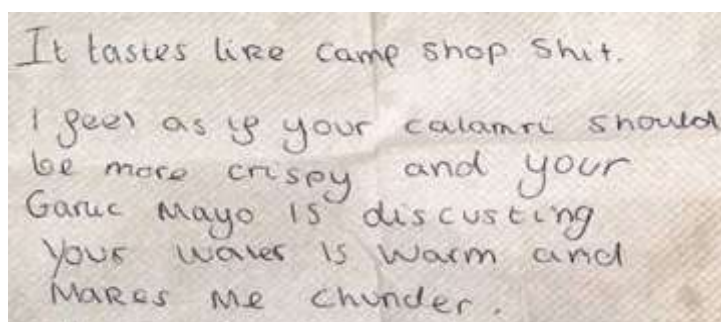 It tastes like camp shop shit.
I feel as if your calamri should
be more crispy and your
Garlic Mayo is discusting
Your water is warm and
Makes me chunder.